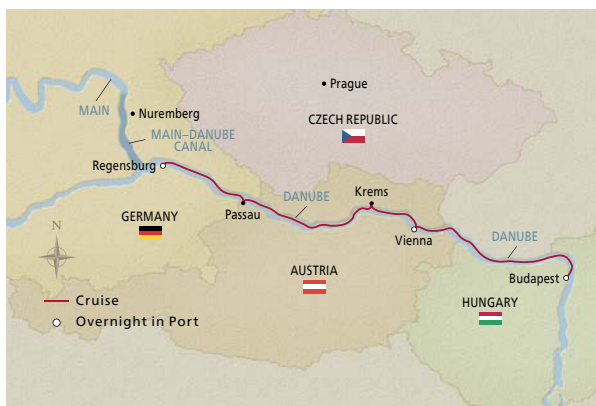 Prague
MAIN
Nuremberg
CZECH REPUBLIC
MAIN–DANUBE
CANAL
Regensburg
DANUBE
Krems
Passau
GERMANY
N
Vienna
DANUBE
Budapest
AUSTRIA
HUNGARY
Cruise
Overnight in Port